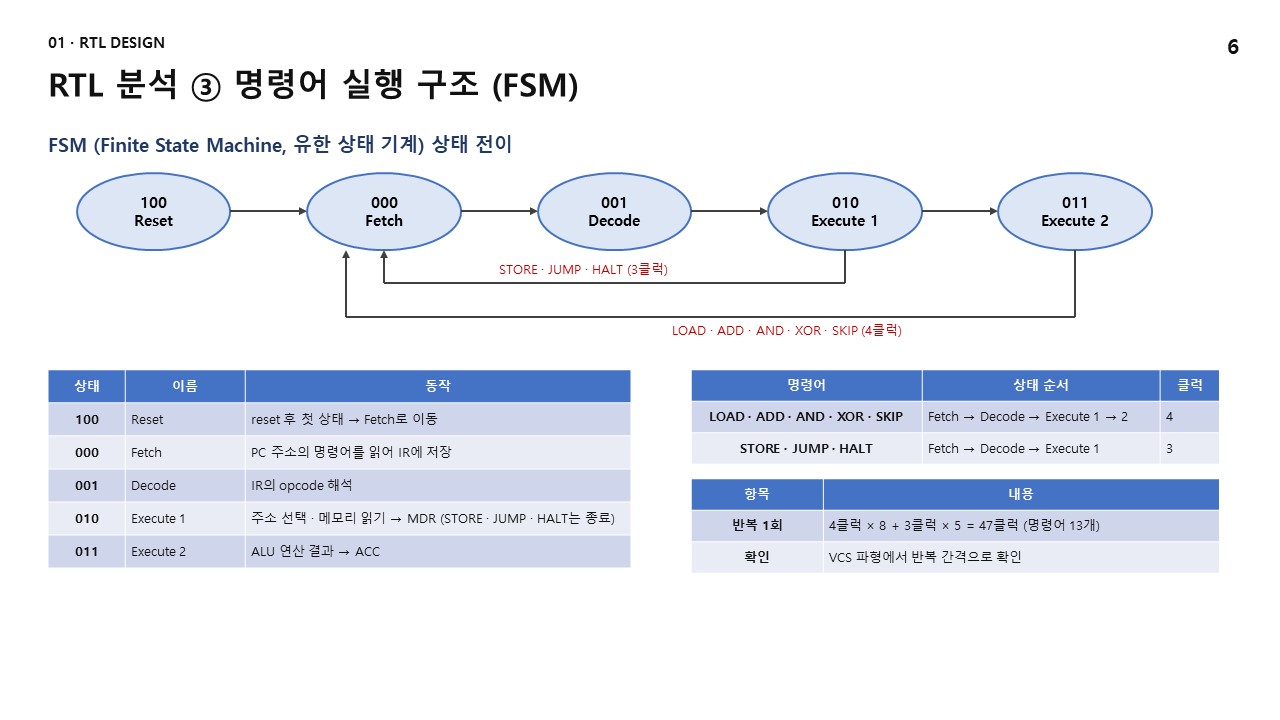 01 · RTL DESIGN
6
RTL 분석 ③ 명령어 실행 구조 (FSM)
FSM (Finite State Machine, 유한 상태 기계) 상태 전이
100
Reset
000
Fetch
001
Decode
010
Execute 1
011
Execute 2
STORE · JUMP · HALT (3클럭)
LOAD · ADD · AND · XOR · SKIP (4클럭)
상태 이름 동작
100 Reset reset 후 첫 상태 → Fetch로 이동
000 Fetch PC 주소의 명령어를 읽어 IR에 저장
001 Decode IR의 opcode 해석
010 Execute 1 주소 선택 · 메모리 읽기 → MDR (STORE · JUMP · HALT는 종료)
011 Execute 2 ALU 연산 결과 → ACC
명령어 상태 순서 클럭
LOAD · ADD · AND · XOR · SKIP Fetch → Decode → Execute 1 → 2 4
STORE · JUMP · HALT Fetch → Decode → Execute 1 3
항목 내용
반복 1회 4클럭 × 8 + 3클럭 × 5 = 47클럭 (명령어 13개)
확인 VCS 파형에서 반복 간격으로 확인